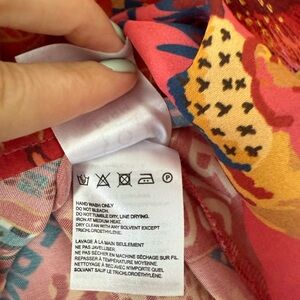 HAND WASH ONLY
DO NOT BLEACH.
DO NOT TUMBLE DRY, LINE DRYING.
IRON AT MEDIUM HEAT.
DRY CLEAN WITH ANY SOLVENT EXCEPT
TRICHLOROETHYLENE.
LAVAGE À LA MAIN SEULEMENT
NE PAS JAVELLISER.
NE PAS SÉCHER EN MACHINE SÉCHAGE SUR FIL.
REPASSER À TEMPÉRATURE MOYENNE.
NETTOYAGE À SEC AVEC N'IMPORTE QUEL
SOLVANT SAUF LE TRICHLOROETHYLENE.